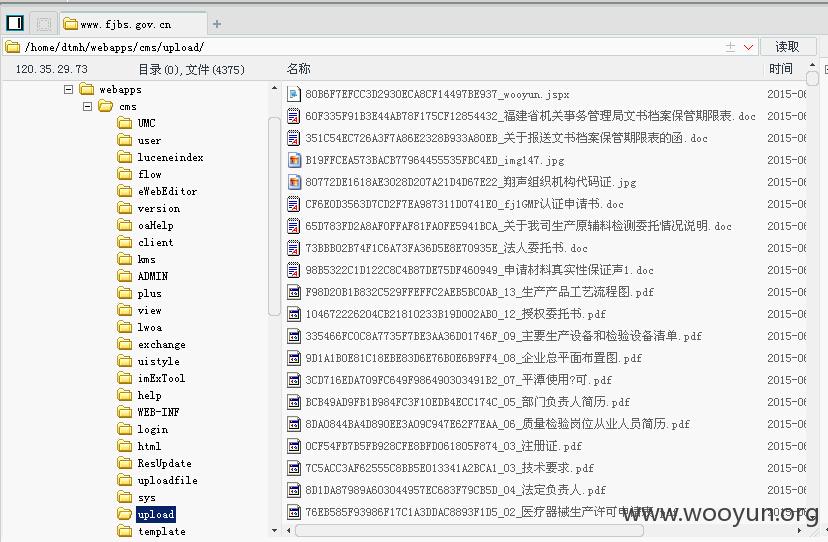 www.fjbs.gov.cn
/home/dtmh/webapps/cms/upload/
读取
120.35.29.73
目录(0),文件(4375)
名称
时间
webapps
cms
UMC
user
luceneindex
flow
eWebEditor
version
oaHelp
client
kms
ADMIN
plus
view
lwoa
exchange
uistyle
imExTool
help
WEB-INF
login
html
ResUpdate
uploadfile
sys
upload
template
80B6F7EFCC3D2930ECA8CF14497BE937_wooyun.jspx 2015-06
60F335F91B3E44AB78F175CF12854432_福建省机关事务管理局文书档案保管期限表.doc 2015-06
351C54EC726A3F7A86E2328B933A80EB_关于报送文书档案保管期限表的函.doc 2015-06
B19FFCEA573BACB77964455535FBC4ED_img147.jpg 2015-06
80772DE1618AE3028D207A21D4D67E22_翔声组织机构代码证.jpg 2015-06
CF6E0D3563D7CD2F7EA987311D0741E0_fj1GMP认证申请书.doc 2015-06
65D783FD2A8AF0FFAF81FA0FE5941BCA_关于我司生产原辅料检测委托情况说明.doc 2015-06
73BBB02B74F1C6A73FA36D5E8E70935E_法人委托书.doc 2015-06
98B5322C1D122C8C4B87DE75DF460949_申请材料真实性保证声1.doc 2015-06
F98D20B1B832C529FFEFFC2AEB5BC0AB_13_生产产品工艺流程图.pdf 2015-06
104672226204CB21810233B19D002AB0_12_授权委托书.pdf 2015-06
335466FC0C8A7735F7BE3AA36D01746F_09_主要生产设备和检验设备清单.pdf 2015-06
9D1A1B0E81C18EBE83D6E76B0E6B9FF4_08_企业总平面布置图.pdf 2015-06
3CD716EDA709FC649F986490303491B2_07_平潭使用?可.pdf 2015-06
BCB49AD9FB1B984FC3F10EDB4ECC174C_05_部门负责人简历.pdf 2015-06
8DA0844BA4D890EE3A09C947E62F7EAA_06_质量检验岗位从业人员简历.pdf 2015-06
0CF54FB7B5FB928CFE8BFD061805F874_03_注册证.pdf 2015-06
7C5ACC3AF62555C8BB5E013341A2BCA1_03_技术要求.pdf 2015-06
8D1DA87989A603044957EC683F79CB5D_04_法定负责人.pdf 2015-06
76EB585F93986F17C1A3DDAC8893F1D5_02_医疗器械生产许可申请表.pdf 2015-06
www.wooyun.org